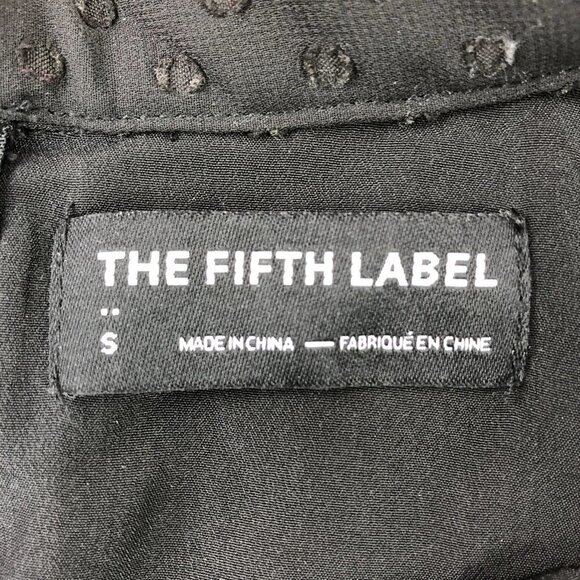 THE FIFTH LABEL
..
S MADE IN CHINA — FABRIQUÉ EN CHINE